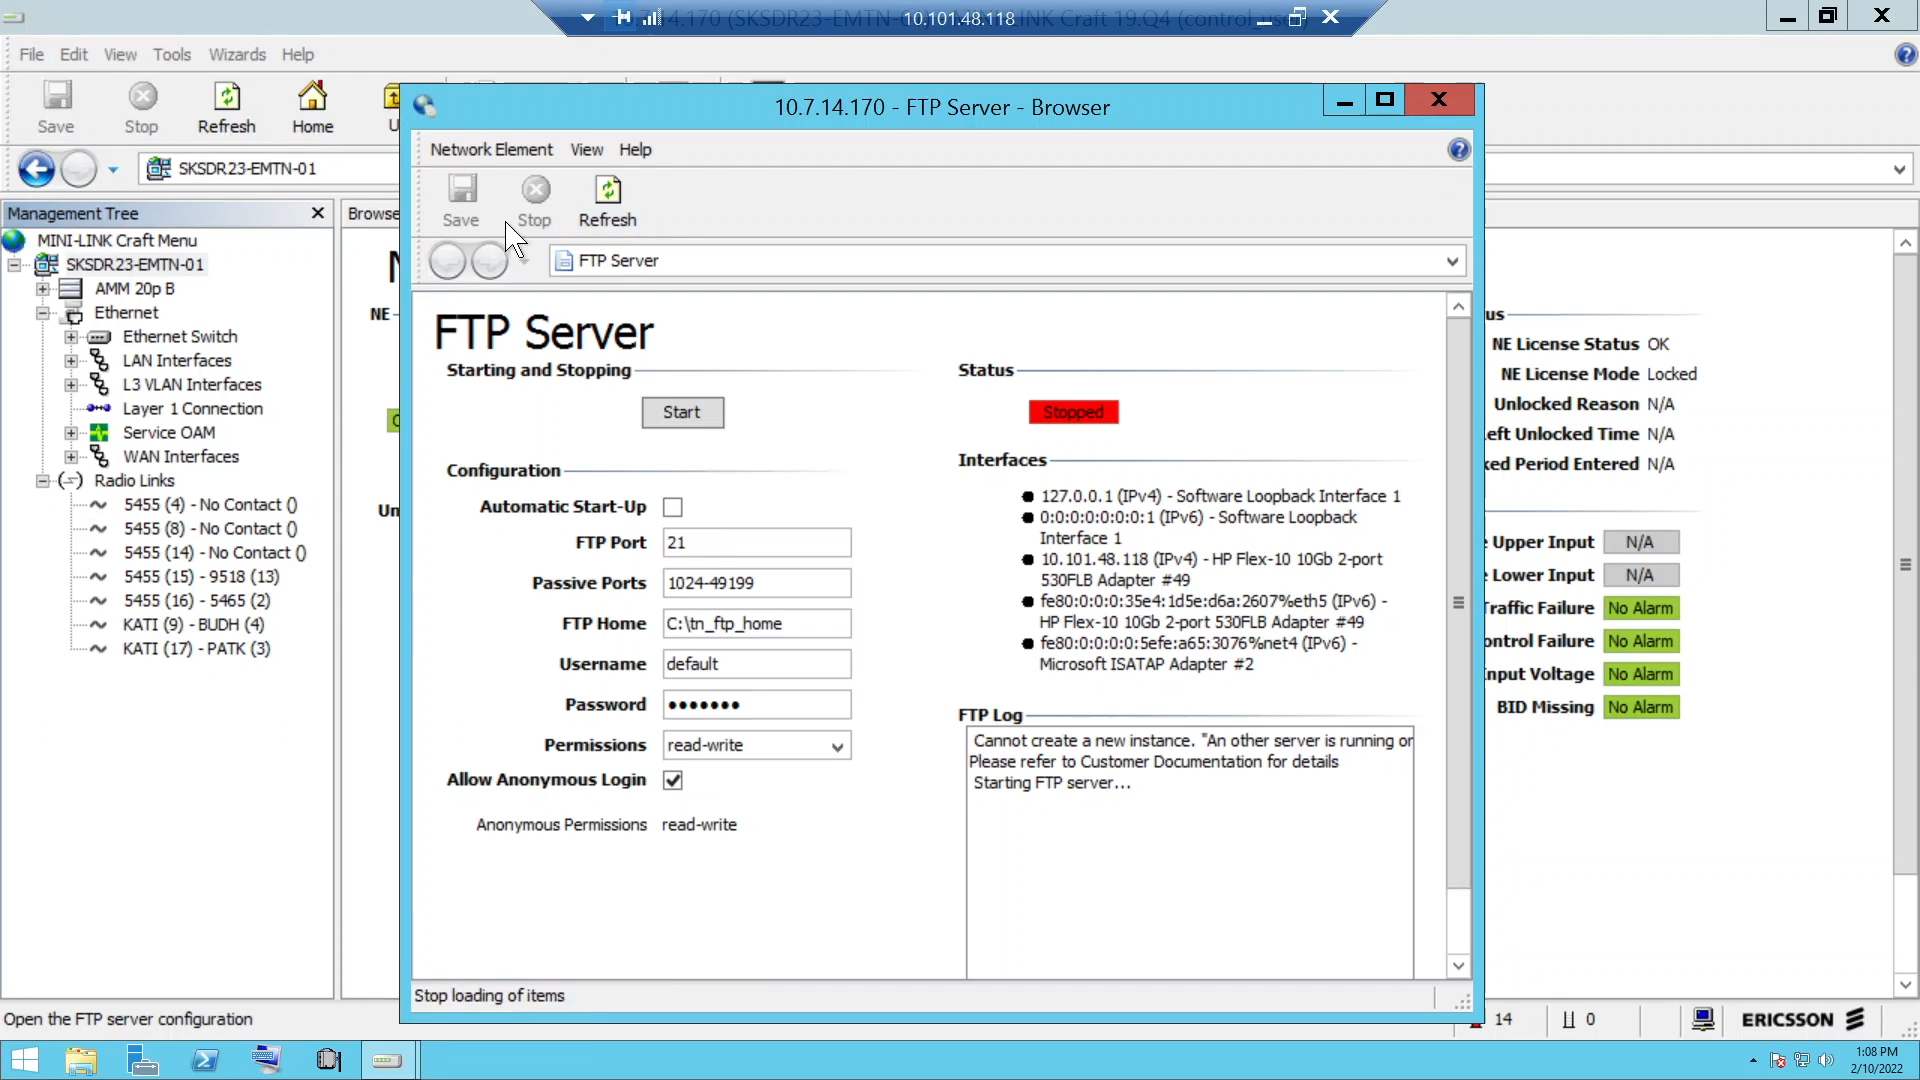 10.101.48.118
File Edit View Tools Wizards Help
Save Stop Refresh Home
SKSDR23-EMTN-01
Management Tree
MINI-LINK Craft Menu
SKSDR23-EMTN-01
AMM 20p B
Ethernet
Ethernet Switch
LAN Interfaces
L3 VLAN Interfaces
Layer 1 Connection
Service OAM
WAN Interfaces
Radio Links
5455 (4) - No Contact ()
5455 (8) - No Contact ()
5455 (14) - No Contact ()
5455 (15) - 9518 (13)
5455 (16) - 5465 (2)
KATI (9) - BUDH (4)
KATI (17) - PATK (3)
Browse
NE
Un
10.7.14.170 - FTP Server - Browser
Network Element View Help
Save Stop Refresh
FTP Server
FTP Server
Starting and Stopping
Start
Configuration
Automatic Start-Up
FTP Port 21
Passive Ports 1024-49199
FTP Home C:\tn_ftp_home
Username default
Password •••••••
Permissions read-write
Allow Anonymous Login
Anonymous Permissions read-write
Status
Stopped
Interfaces
127.0.0.1 (IPv4) - Software Loopback Interface 1
0:0:0:0:0:0:0:1 (IPv6) - Software Loopback
Interface 1
10.101.48.118 (IPv4) - HP Flex-10 10Gb 2-port
530FLB Adapter #49
fe80:0:0:0:35e4:1d5e:d6a:2607%eth5 (IPv6) -
HP Flex-10 10Gb 2-port 530FLB Adapter #49
fe80:0:0:0:0:5efe:a65:3076%net4 (IPv6) -
Microsoft ISATAP Adapter #2
FTP Log
Cannot create a new instance. "An other server is running or
Please refer to Customer Documentation for details
Starting FTP server...
Stop loading of items
us
NE License Status OK
NE License Mode Locked
Unlocked Reason N/A
eft Unlocked Time N/A
ked Period Entered N/A
e Upper Input N/A
e Lower Input N/A
Traffic Failure No Alarm
ontrol Failure No Alarm
nput Voltage No Alarm
BID Missing No Alarm
Open the FTP server configuration
14 0 ERICSSON
1:08 PM
2/10/2022